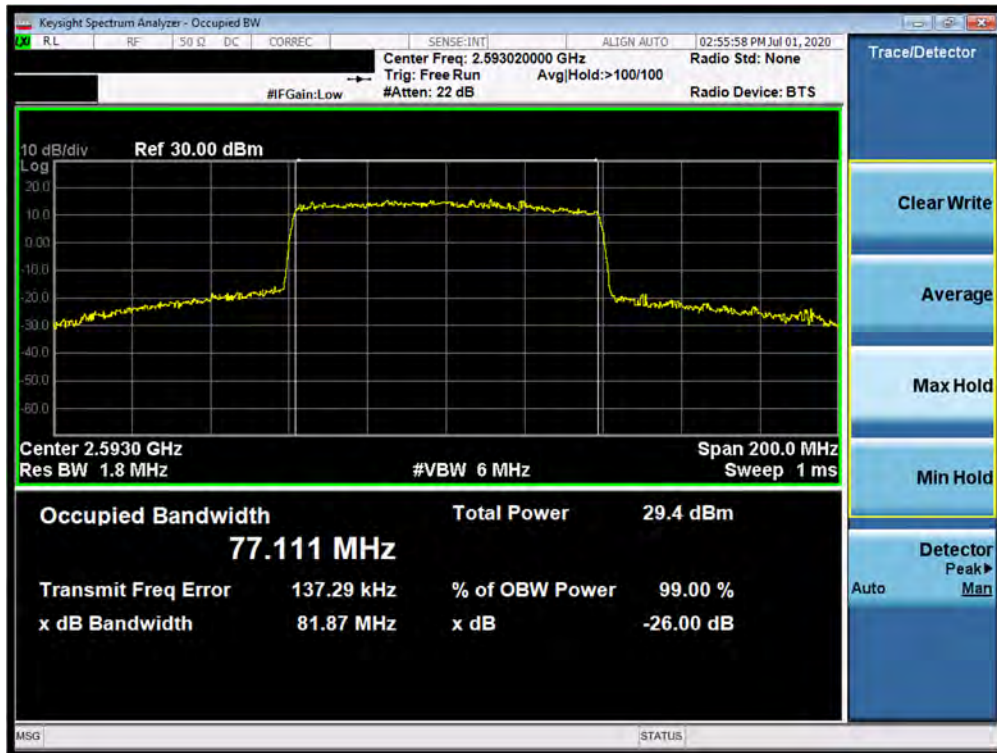 Keysight Spectrum Analyzer - Occupied BW
LXI RL RF 50 Ω DC CORREC SENSE:INT ALIGN AUTO 02:55:58 PM Jul 01, 2020
Center Freq: 2.593020000 GHz Radio Std: None
Trig: Free Run Avg|Hold:>100/100
#IFGain:Low #Atten: 22 dB Radio Device: BTS
10 dB/div Ref 30.00 dBm
Log
20.0
10.0
0.00
-10.0
-20.0
-30.0
-40.0
-50.0
-60.0
Center 2.5930 GHz Span 200.0 MHz
Res BW 1.8 MHz #VBW 6 MHz Sweep 1 ms
Occupied Bandwidth Total Power 29.4 dBm
77.111 MHz
Transmit Freq Error 137.29 kHz % of OBW Power 99.00 %
x dB Bandwidth 81.87 MHz x dB -26.00 dB
MSG STATUS
Trace/Detector
Clear Write
Average
Max Hold
Min Hold
Detector
Peak▶
Auto Man